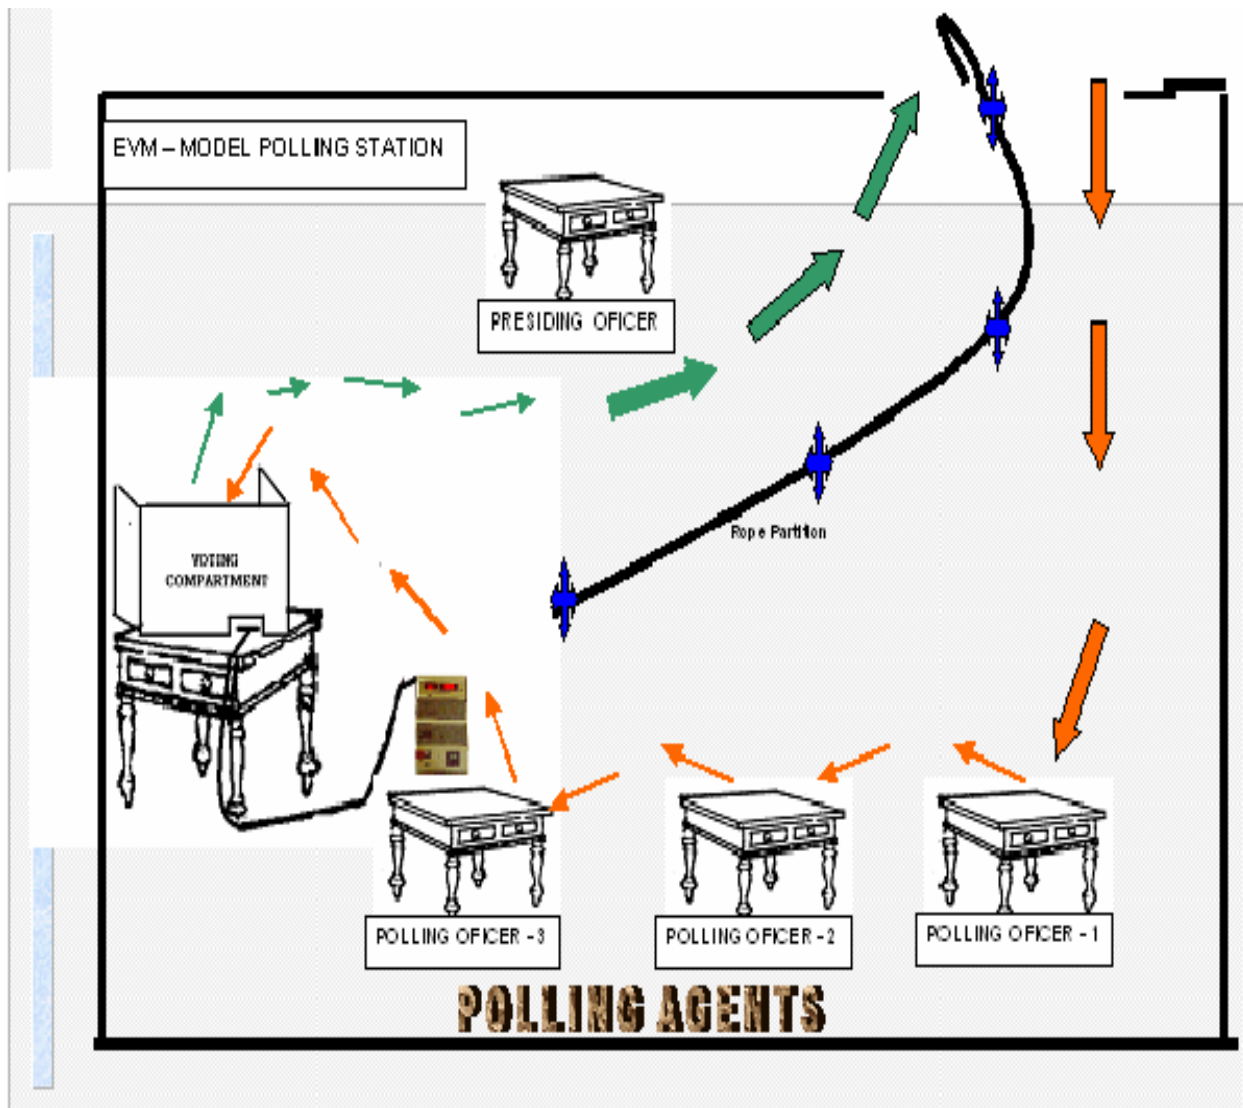 EVM – MODEL POLLING STATION
PRESIDING OFICER
Rope Partition
VOTING
COMPARTMENT
POLLING OFICER -3
POLLING OFICER -2
POLLING OFICER - 1
POLLING AGENTS